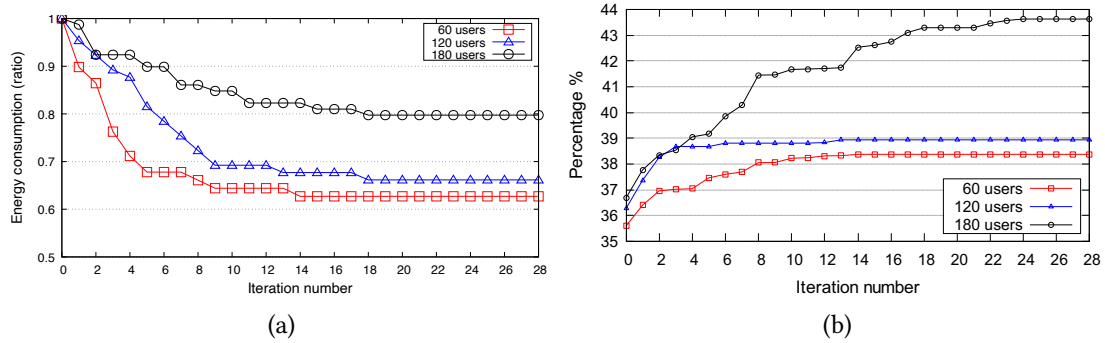 Energy consumption (ratio)
1
0.9
0.8
0.7
0.6
0.5
60 users
120 users
180 users
0 2 4 6 8 10 12 14 16 18 20 22 24 26 28
Iteration number
(a)
Percentage %
44
43
42
41
40
39
38
37
36
35
60 users
120 users
180 users
0 2 4 6 8 10 12 14 16 18 20 22 24 26 28
Iteration number
(b)